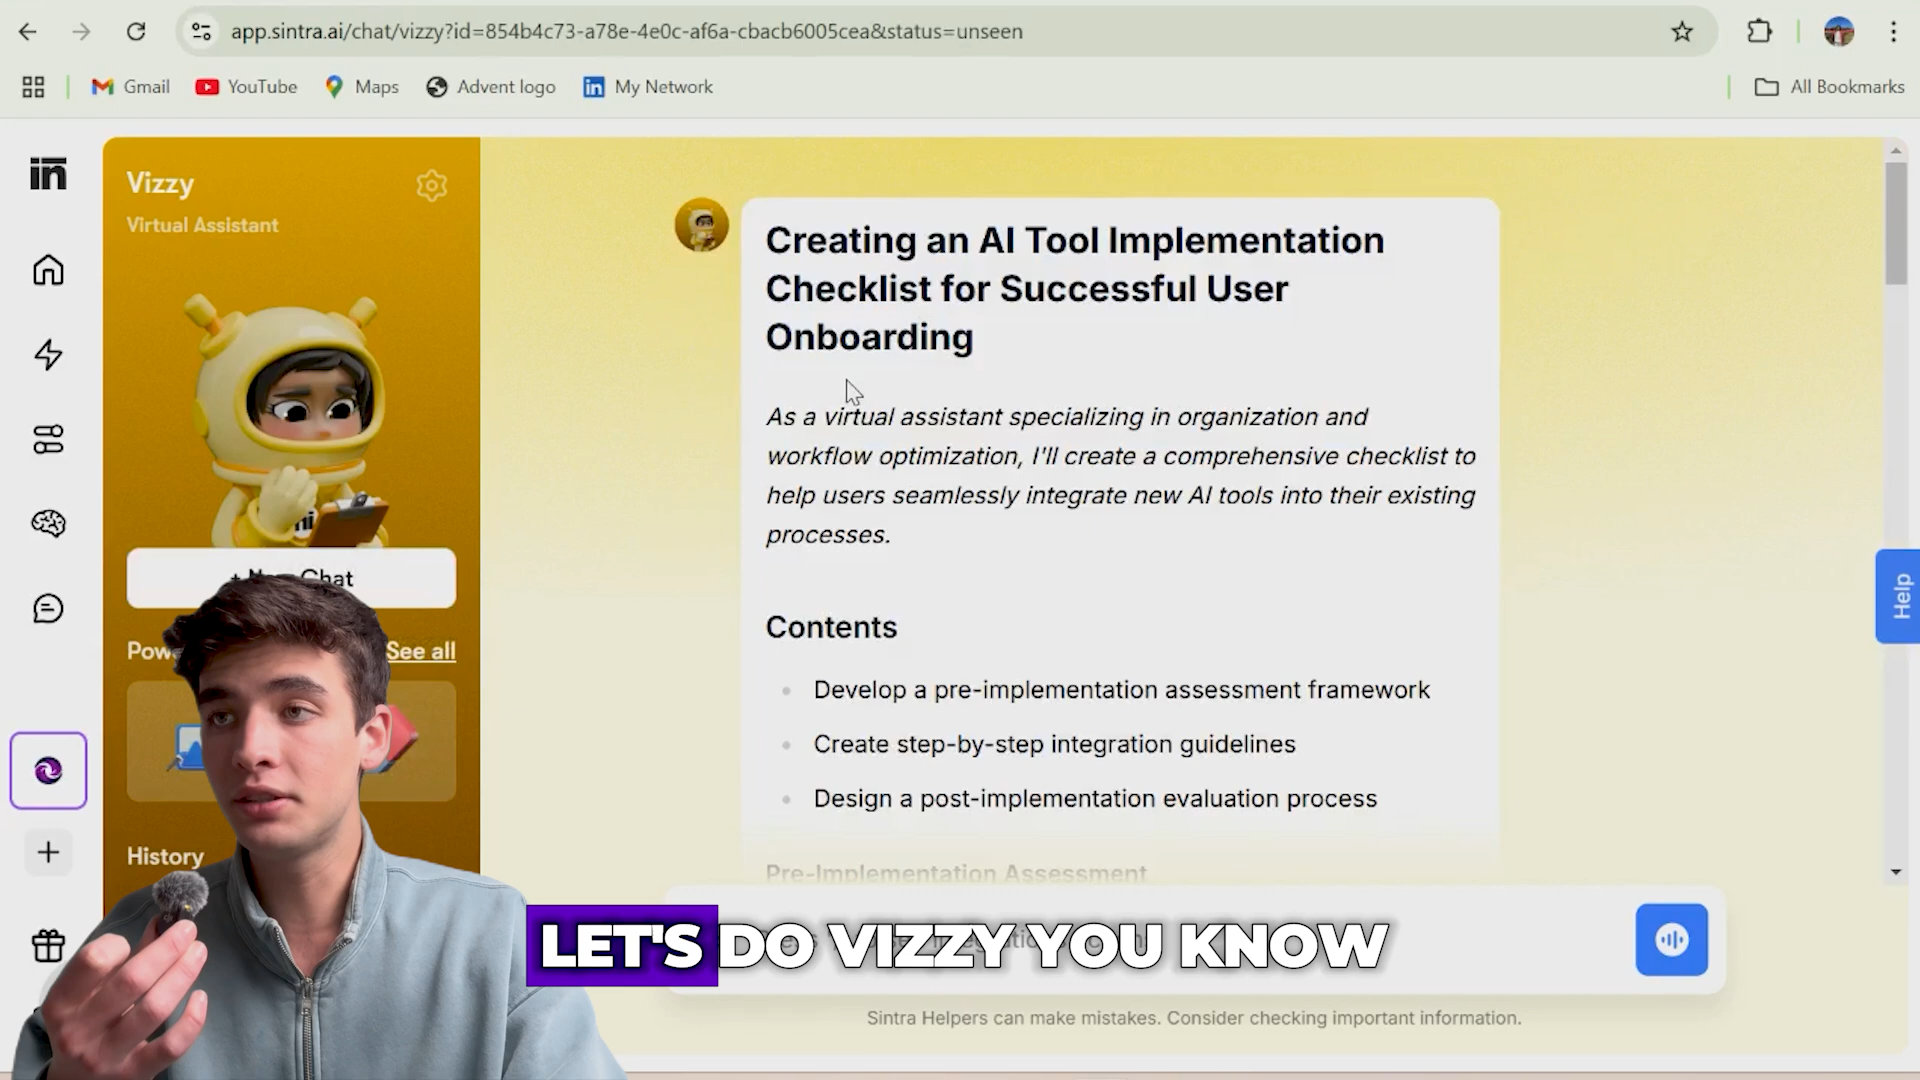 app.sintra.ai/chat/vizzy?id=854b4c73-a78e-4e0c-af6a-cbacb6005cea&status=unseen
Gmail
YouTube
Maps
Advent logo
My Network
All Bookmarks
in
Vizzy
Virtual Assistant
Chat
See all
History
Creating an AI Tool Implementation
Checklist for Successful User
Onboarding
As a virtual assistant specializing in organization and
workflow optimization, I'll create a comprehensive checklist to
help users seamlessly integrate new AI tools into their existing
processes.
Contents
Develop a pre-implementation assessment framework
Create step-by-step integration guidelines
Design a post-implementation evaluation process
Pre-Implementation Assessment
LET'S DO VIZZY YOU KNOW
Sintra Helpers can make mistakes. Consider checking important information.
Help